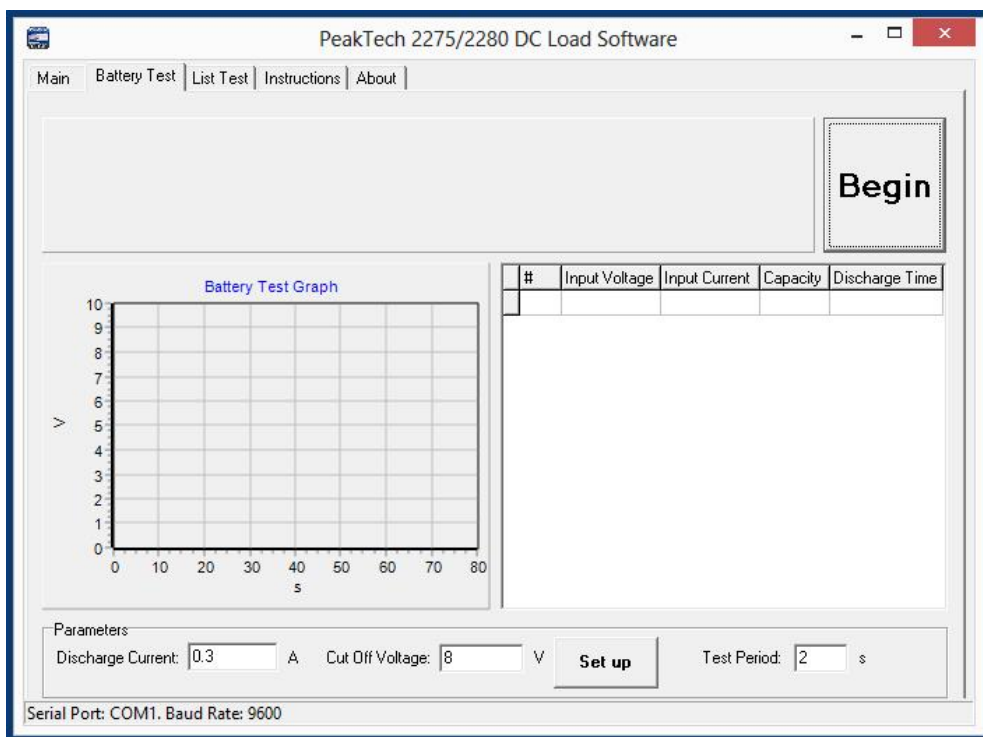 PeakTech 2275/2280 DC Load Software
Main Battery Test List Test Instructions About
Begin
# Input Voltage Input Current Capacity Discharge Time
Battery Test Graph
10
9
8
7
6
V 5
4
3
2
1
0
0 10 20 30 40 50 60 70 80
s
Parameters
Discharge Current: 0.3 A Cut Off Voltage: 8 V Set up Test Period: 2 s
Serial Port: COM1. Baud Rate: 9600